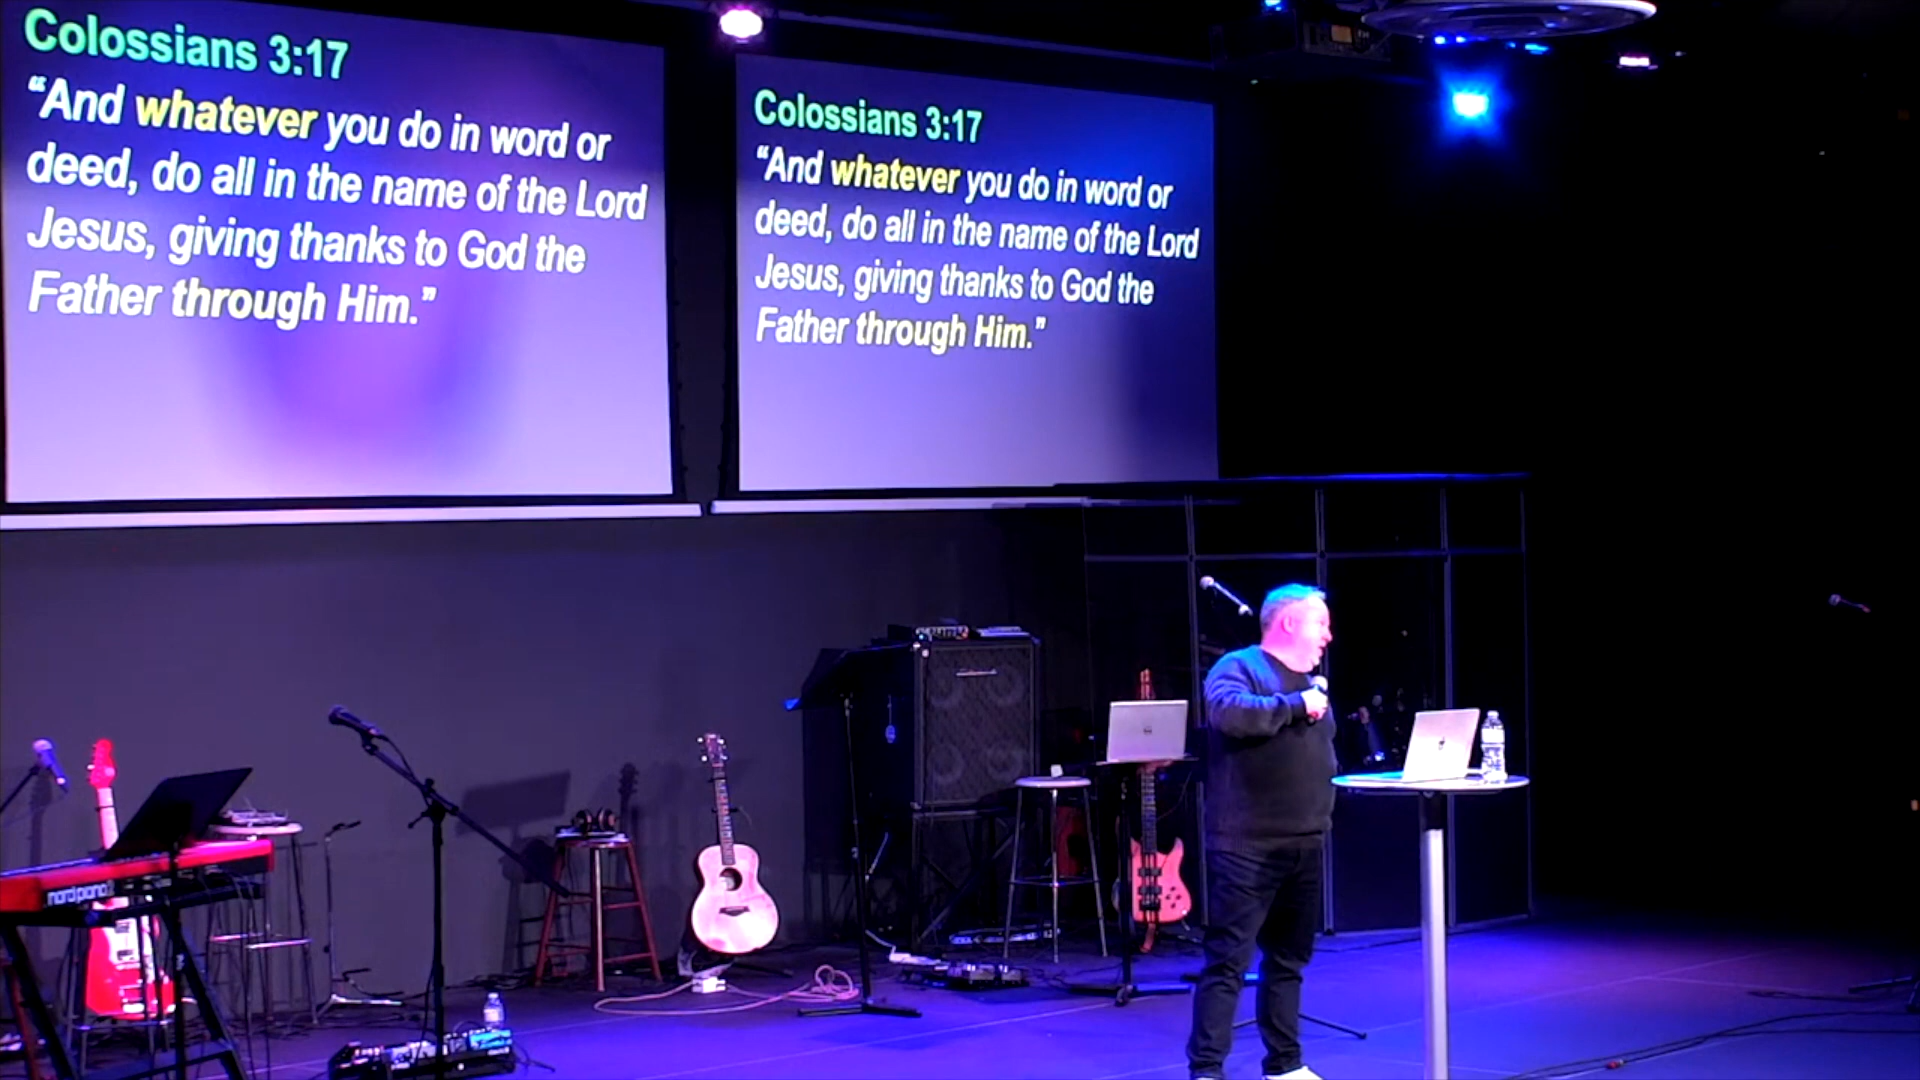 Colossians 3:17
“And whatever you do in word or
deed, do all in the name of the Lord
Jesus, giving thanks to God the
Father through Him.”
Colossians 3:17
“And whatever you do in word or
deed, do all in the name of the Lord
Jesus, giving thanks to God the
Father through Him.”
nord piano